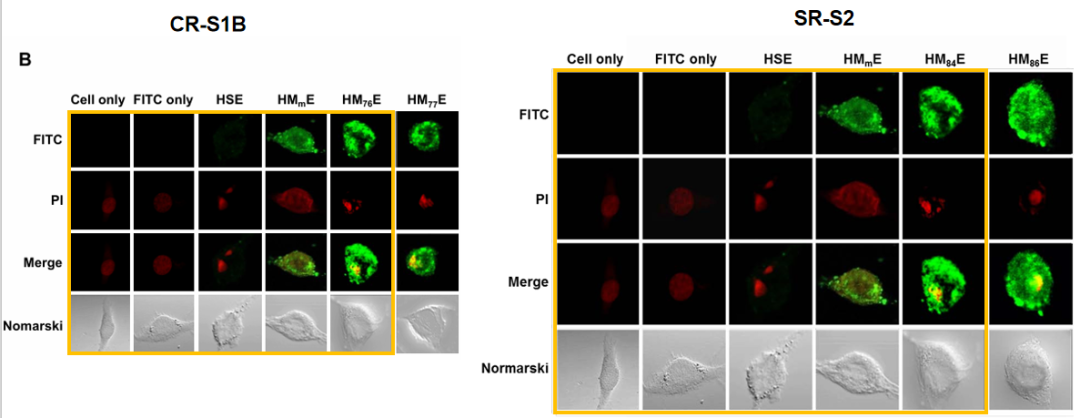 CR-S1B
B
Cell only FITC only HSE HMmE HM76E HM77E
FITC
PI
Merge
Nomarski
SR-S2
Cell only FITC only HSE HMmE HM84E HM86E
FITC
PI
Merge
Normarski